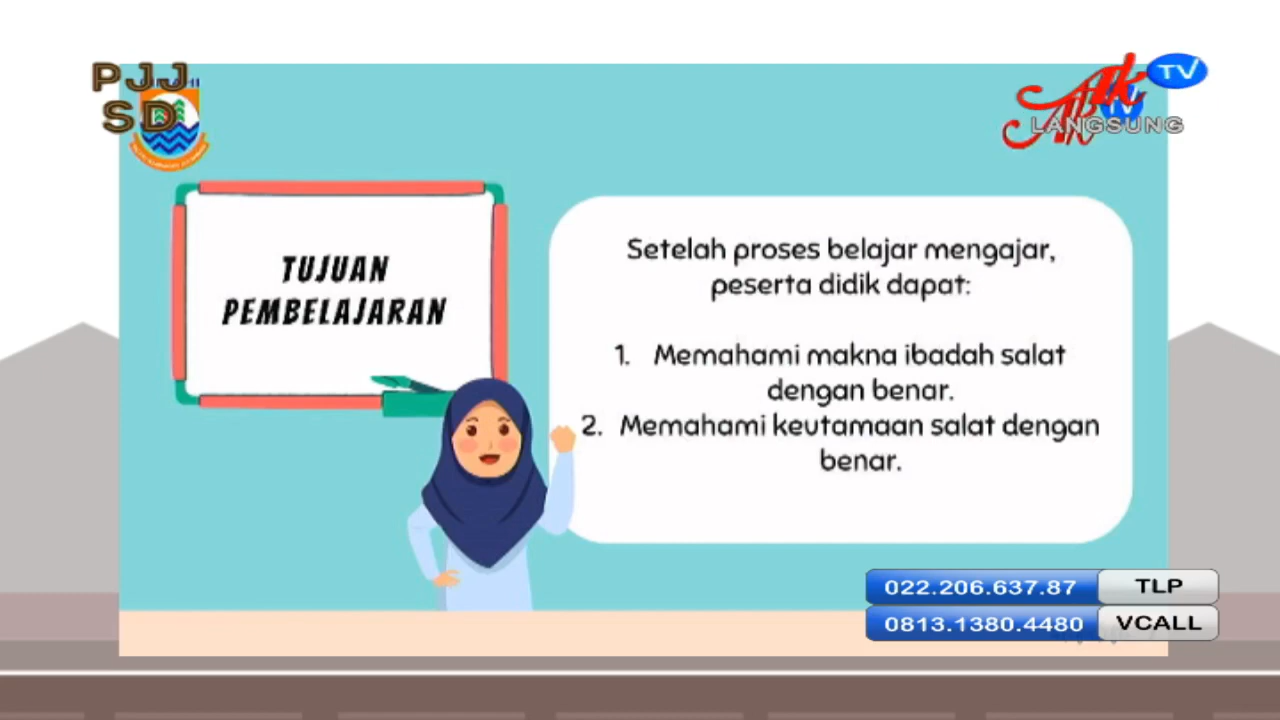 PJJ
SD
TV
LANGSUNG
TUJUAN
PEMBELAJARAN
Setelah proses belajar mengajar,
peserta didik dapat:
1. Memahami makna ibadah salat
dengan benar.
2. Memahami keutamaan salat dengan
benar.
022.206.637.87 TLP
0813.1380.4480 VCALL